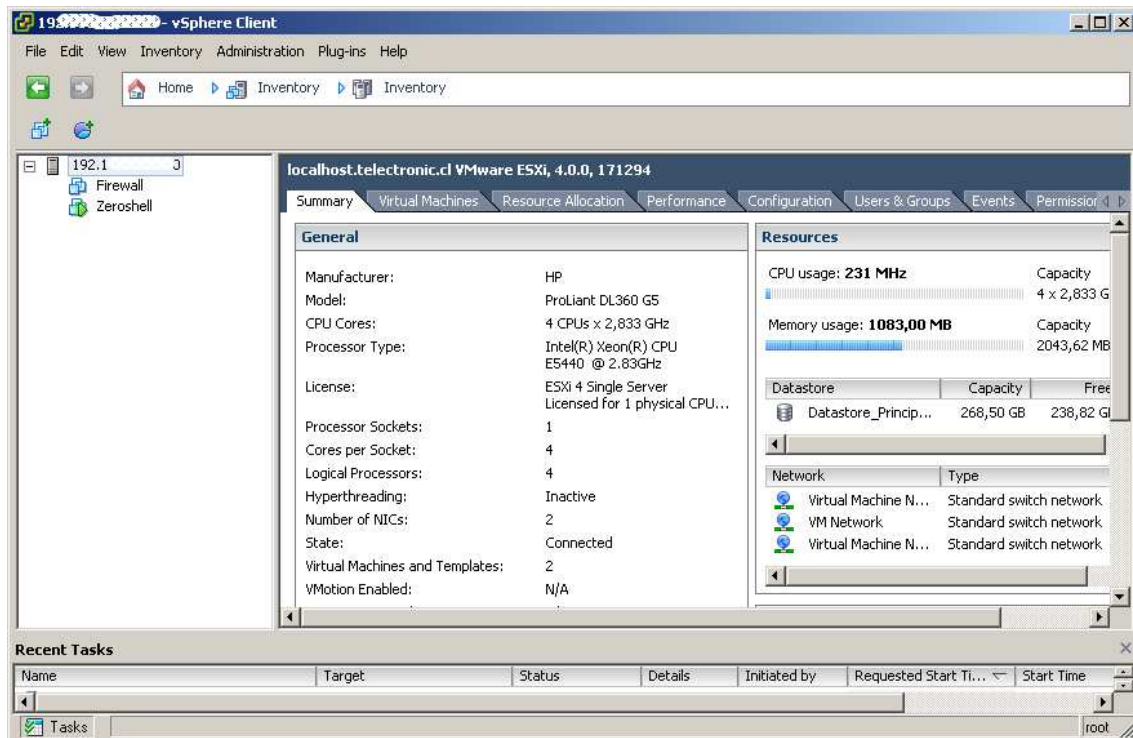 192. - vSphere Client
File Edit View Inventory Administration Plug-ins Help
Home Inventory Inventory
192.1 3
Firewall
Zeroshell
localhost.telectronic.cl VMware ESXi, 4.0.0, 171294
Summary Virtual Machines Resource Allocation Performance Configuration Users & Groups Events Permission
General
Manufacturer: HP
Model: ProLiant DL360 G5
CPU Cores: 4 CPUs x 2,833 GHz
Processor Type: Intel(R) Xeon(R) CPU
E5440 @ 2.83GHz
License: ESXi 4 Single Server
Licensed for 1 physical CPU...
Processor Sockets: 1
Cores per Socket: 4
Logical Processors: 4
Hyperthreading: Inactive
Number of NICs: 2
State: Connected
Virtual Machines and Templates: 2
VMotion Enabled: N/A
Resources
CPU usage: 231 MHz Capacity
4 x 2,833 G
Memory usage: 1083,00 MB Capacity
2043,62 MB
Datastore Capacity Free
Datastore_Princip... 268,50 GB 238,82 G
Network Type
Virtual Machine N... Standard switch network
VM Network Standard switch network
Virtual Machine N... Standard switch network
Recent Tasks
Name Target Status Details Initiated by Requested Start Ti... Start Time
Tasks root